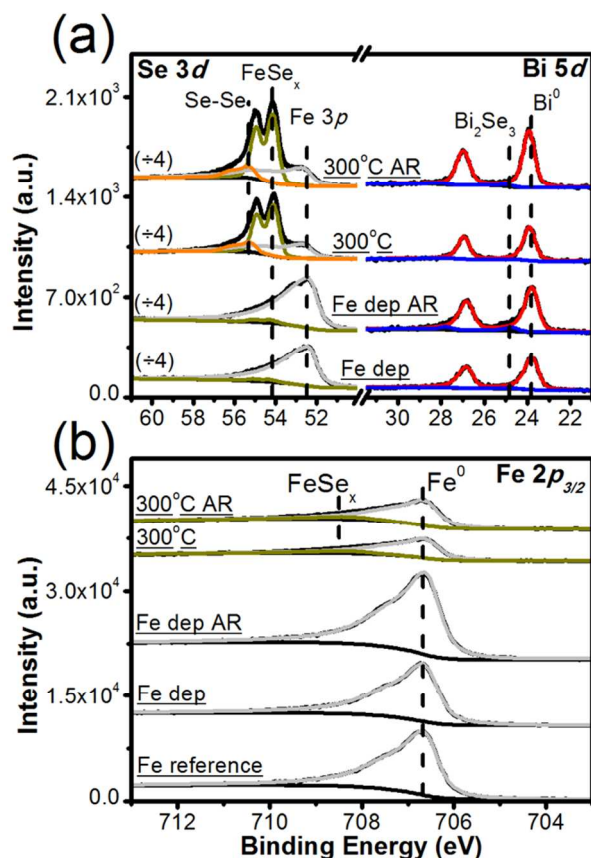 (a)
Se 3d
FeSeₓ
Bi 5d
Se-Se
Fe 3p
Bi₂Se₃
Bi⁰
2.1x10³
1.4x10³
7.0x10²
0.0
Intensity (a.u.)
(÷4)
300°C AR
(÷4)
300°C
(÷4)
Fe dep AR
(÷4)
Fe dep
60 58 56 54 52 30 28 26 24 22
(b)
FeSeₓ
Fe⁰
Fe 2p₃/₂
4.5x10⁴
3.0x10⁴
1.5x10⁴
0.0
Intensity (a.u.)
300°C AR
300°C
Fe dep AR
Fe dep
Fe reference
712 710 708 706 704
Binding Energy (eV)